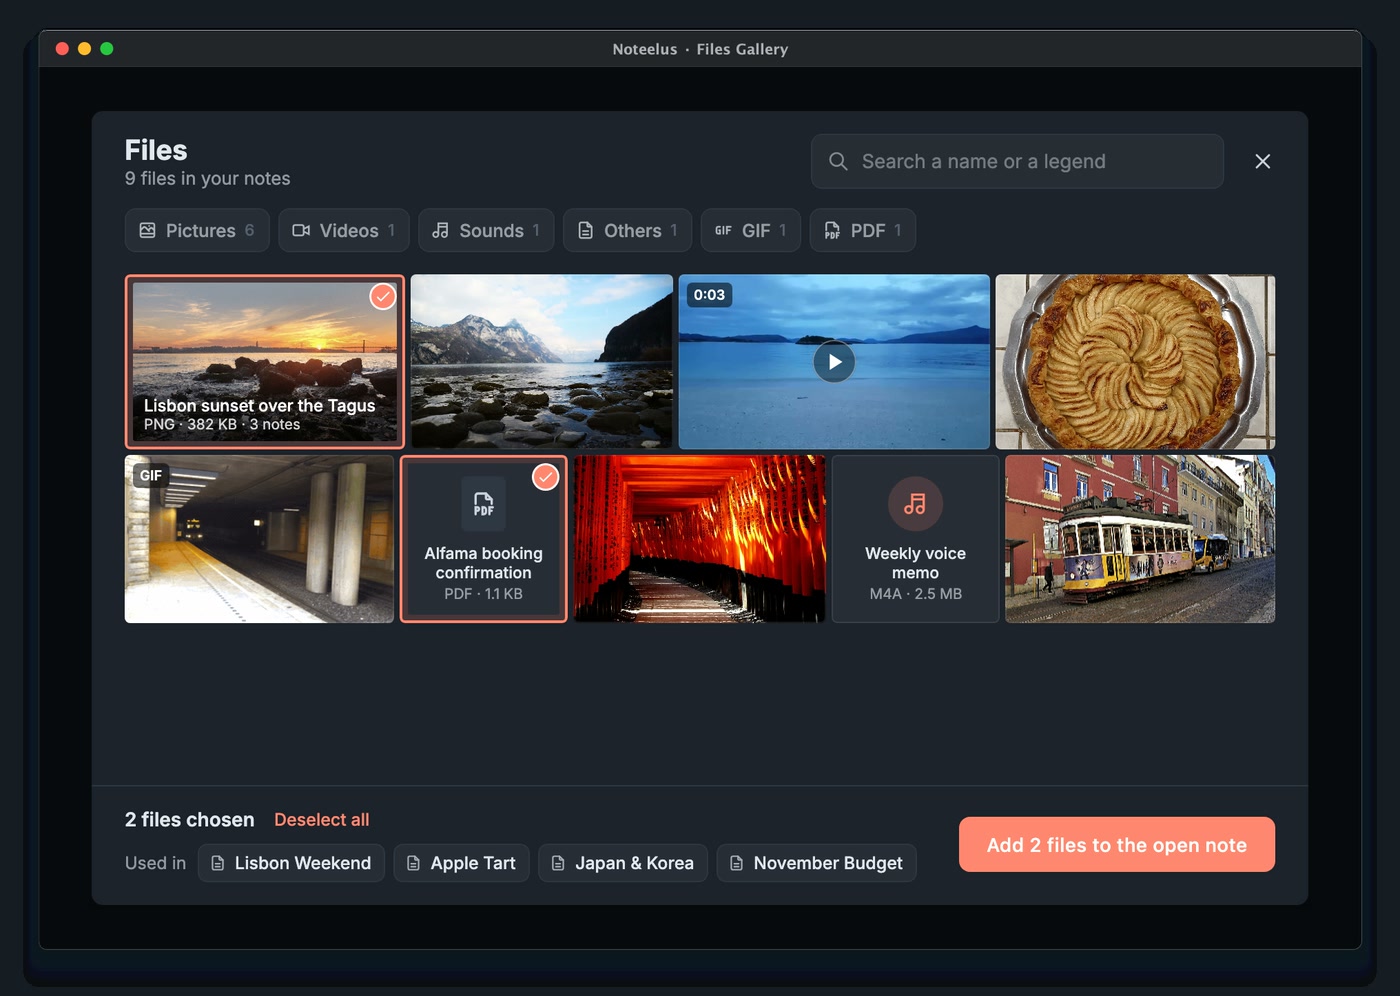 Noteelus · Files Gallery
Files
9 files in your notes
Search a name or a legend
Pictures 6
Videos 1
Sounds 1
Others 1
GIF GIF 1
PDF PDF 1
Lisbon sunset over the Tagus
PNG · 382 KB · 3 notes
0:03
GIF
PDF
Alfama booking
confirmation
PDF · 1.1 KB
Weekly voice
memo
M4A · 2.5 MB
2 files chosen
Deselect all
Used in
Lisbon Weekend
Apple Tart
Japan & Korea
November Budget
Add 2 files to the open note